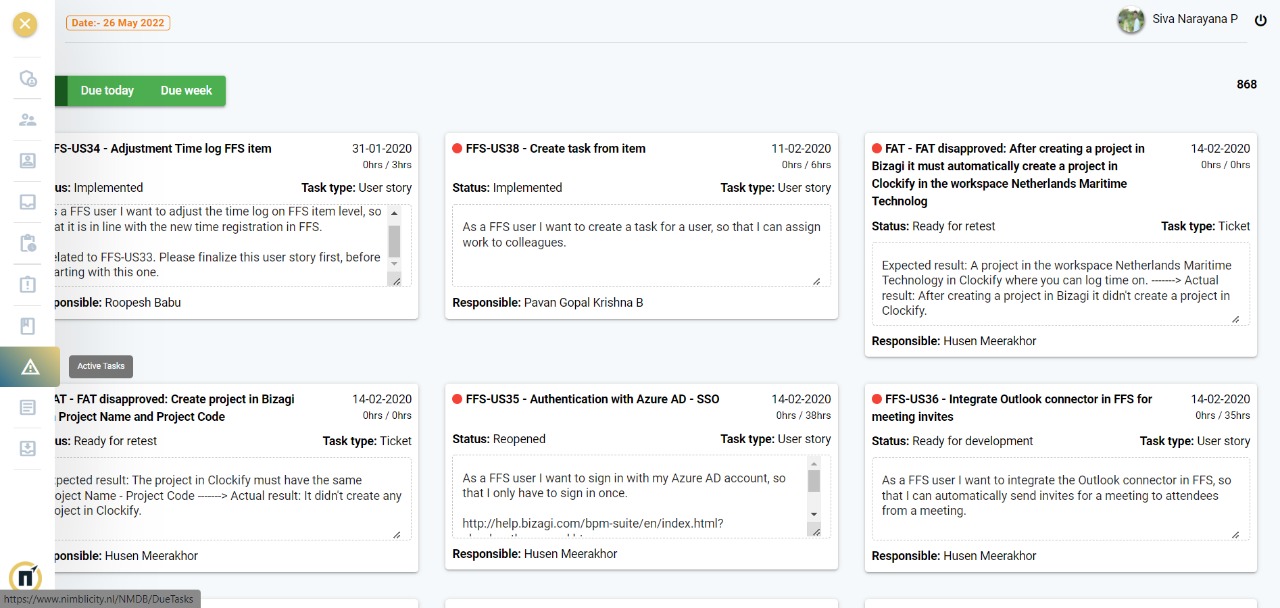 Date:- 26 May 2022
Siva Narayana P
Due today
Due week
868
FS-US34 - Adjustment Time log FFS item
31-01-2020
0hrs / 3hrs
us: Implemented
Task type: User story
s a FFS user I want to adjust the time log on FFS item level, so
at it is in line with the new time registration in FFS.
elated to FFS-US33. Please finalize this user story first, before
arting with this one.
ponsible: Roopesh Babu
FFS-US38 - Create task from item
11-02-2020
0hrs / 6hrs
Status: Implemented
Task type: User story
As a FFS user I want to create a task for a user, so that I can assign
work to colleagues.
Responsible: Pavan Gopal Krishna B
FAT - FAT disapproved: After creating a project in
Bizagi it must automatically create a project in
Clockify in the workspace Netherlands Maritime
Technolog
14-02-2020
0hrs / 0hrs
Status: Ready for retest
Task type: Ticket
Expected result: A project in the workspace Netherlands Maritime
Technology in Clockify where you can log time on. -------> Actual
result: After creating a project in Bizagi it didn't create a project in
Clockify.
Responsible: Husen Meerakhor
Active Tasks
AT - FAT disapproved: Create project in Bizagi
Project Name and Project Code
14-02-2020
0hrs / 0hrs
us: Ready for retest
Task type: Ticket
pected result: The project in Clockify must have the same
oject Name - Project Code -------> Actual result: It didn't create any
oject in Clockify.
ponsible: Husen Meerakhor
FFS-US35 - Authentication with Azure AD - SSO
14-02-2020
0hrs / 38hrs
Status: Reopened
Task type: User story
As a FFS user I want to sign in with my Azure AD account, so
that I only have to sign in once.
http://help.bizagi.com/bpm-suite/en/index.html?
Responsible: Husen Meerakhor
FFS-US36 - Integrate Outlook connector in FFS for
meeting invites
14-02-2020
0hrs / 35hrs
Status: Ready for development
Task type: User story
As a FFS user I want to integrate the Outlook connector in FFS, so
that I can automatically send invites for a meeting to attendees
from a meeting.
Responsible: Husen Meerakhor
https://www.nimblicity.nl/NMDB/DueTasks